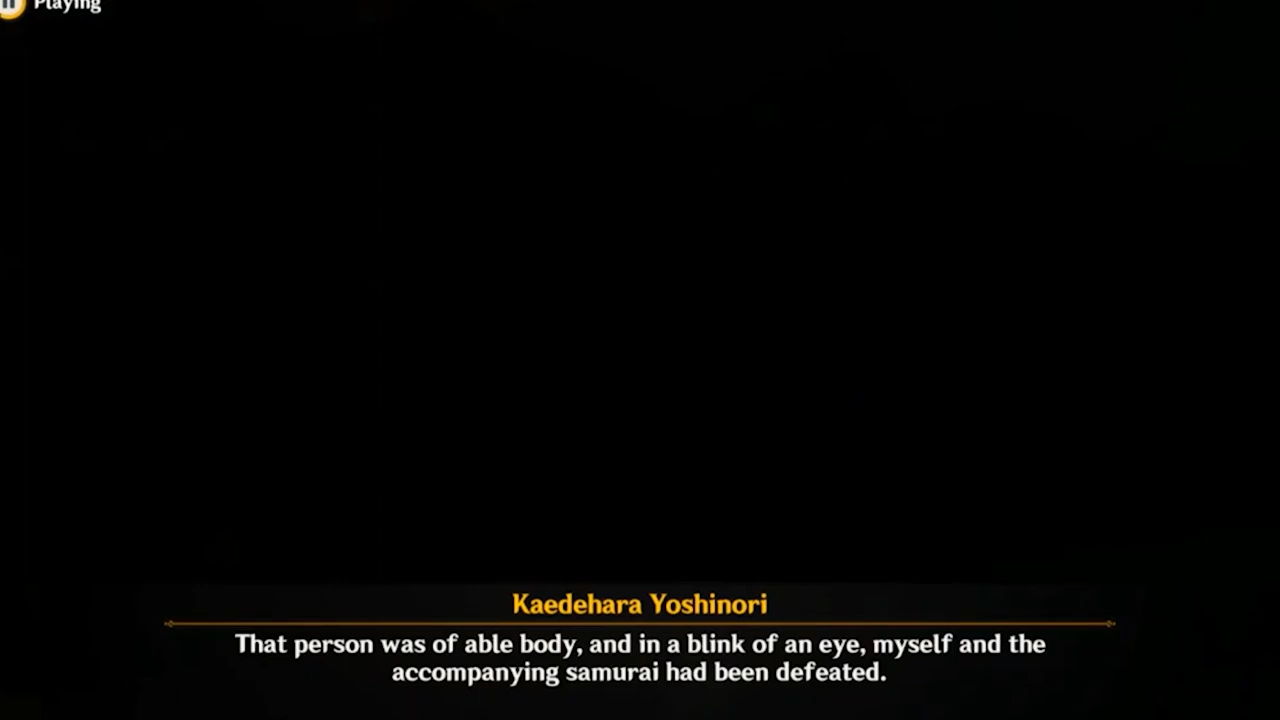 Playing
Kaedehara Yoshinori
That person was of able body, and in a blink of an eye, myself and the
accompanying samurai had been defeated.